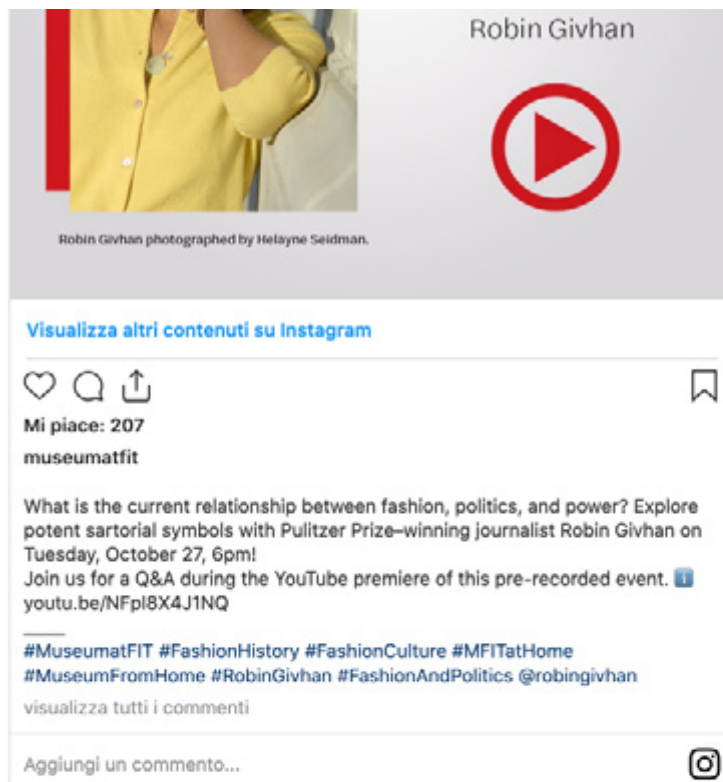 Robin Givhan
Robin Givhan photographed by Helayne Seidman.
Visualizza altri contenuti su Instagram
Mi piace: 207
museumatfit
What is the current relationship between fashion, politics, and power? Explore
potent sartorial symbols with Pulitzer Prize–winning journalist Robin Givhan on
Tuesday, October 27, 6pm!
Join us for a Q&A during the YouTube premiere of this pre-recorded event. ℹ️
youtu.be/NFpI8X4J1NQ
____
#MuseumatFIT #FashionHistory #FashionCulture #MFITatHome
#MuseumFromHome #RobinGivhan #FashionAndPolitics @robingivhan
visualizza tutti i commenti
Aggiungi un commento...